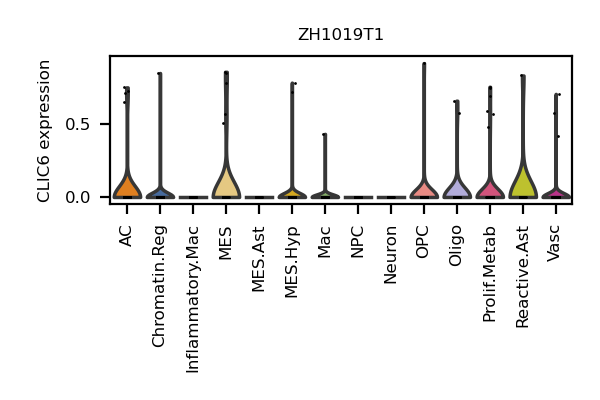 ZH1019T1
CLIC6 expression
0.5
0.0
AC
Chromatin.Reg
Inflammatory.Mac
MES
MES.Ast
MES.Hyp
Mac
NPC
Neuron
OPC
Oligo
Prolif.Metab
Reactive.Ast
Vasc